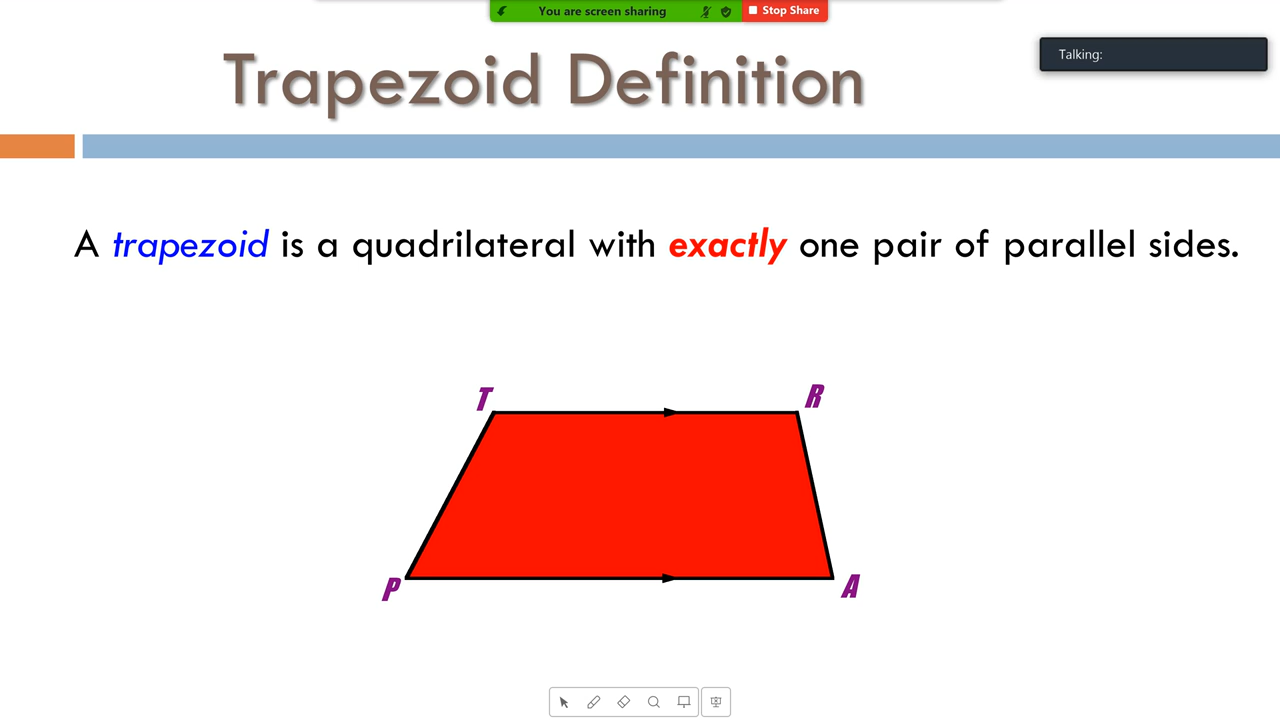 You are screen sharing
Stop Share
Talking:
Trapezoid Definition
A trapezoid is a quadrilateral with exactly one pair of parallel sides.
T
R
P
A